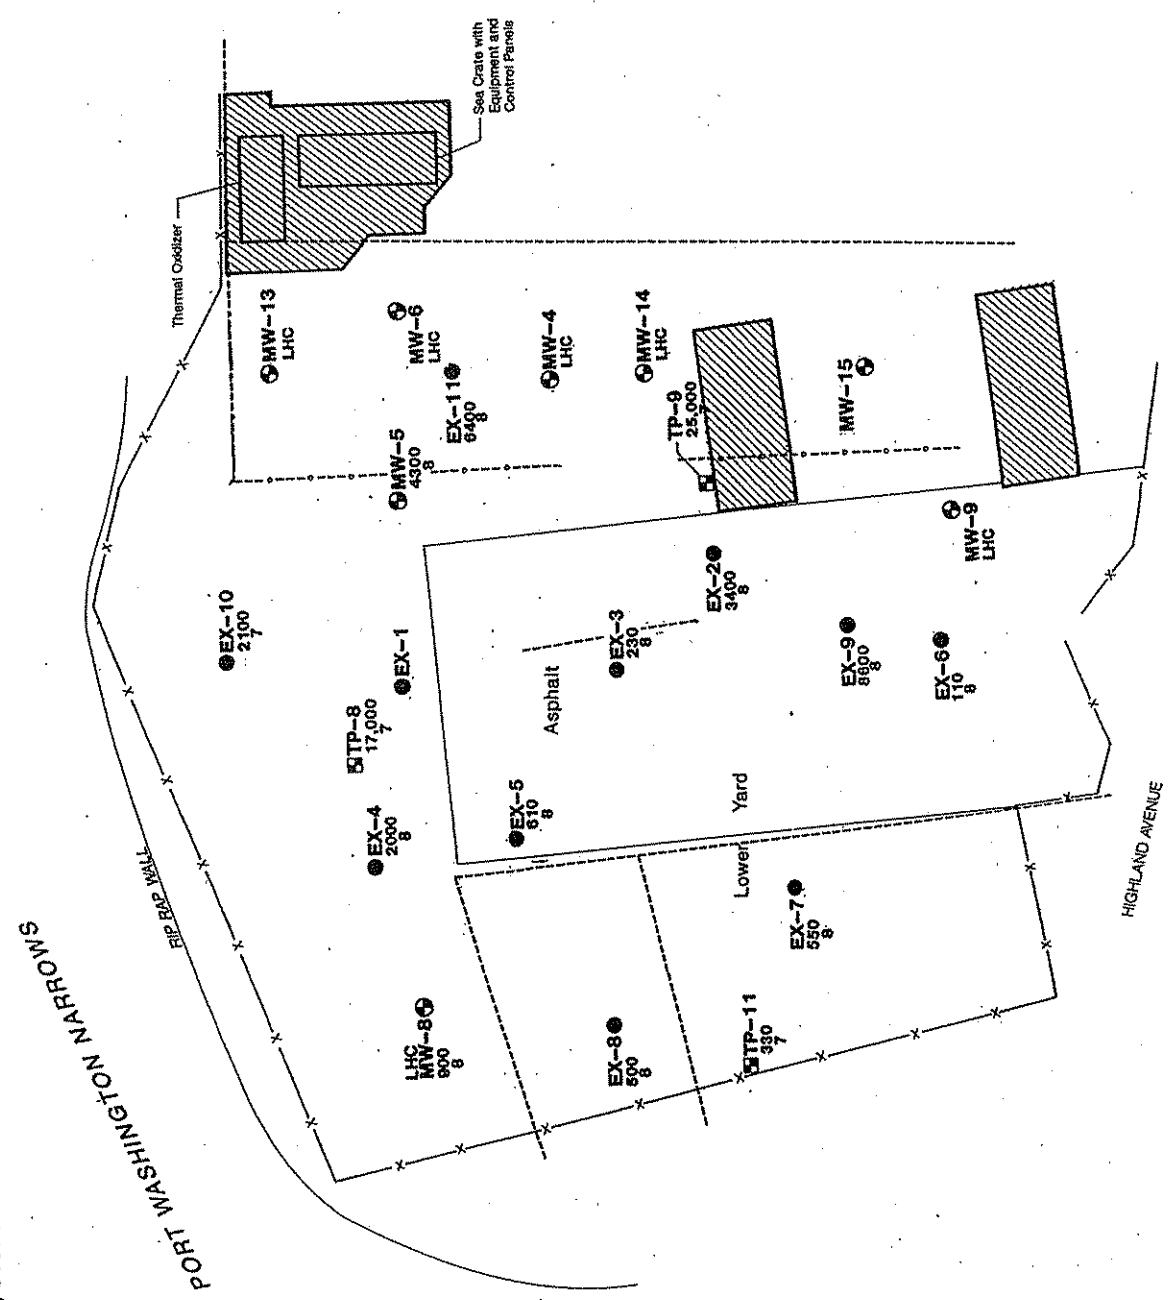 PORT WASHINGTON NARROWS
RIP RAP WALL
Thermal Oxidizer
Sea Crate with
Equipment and
Control Panels
MW-13
LHC
MW-6
LHC
EX-11
6400
8
MW-4
LHC
MW-14
LHC
MW-5
4300
8
TP-9
25,000
MW-15
MW-9
LHC
EX-10
2100
7
EX-1
TP-8
17,000
7
EX-4
2000
8
EX-2
3400
8
EX-3
230
8
Asphalt
EX-9
8600
8
EX-6
110
8
EX-5
610
8
Lower Yard
EX-7
550
8
LHC
MW-8
900
8
EX-8
500
8
TP-11
330
7
HIGHLAND AVENUE